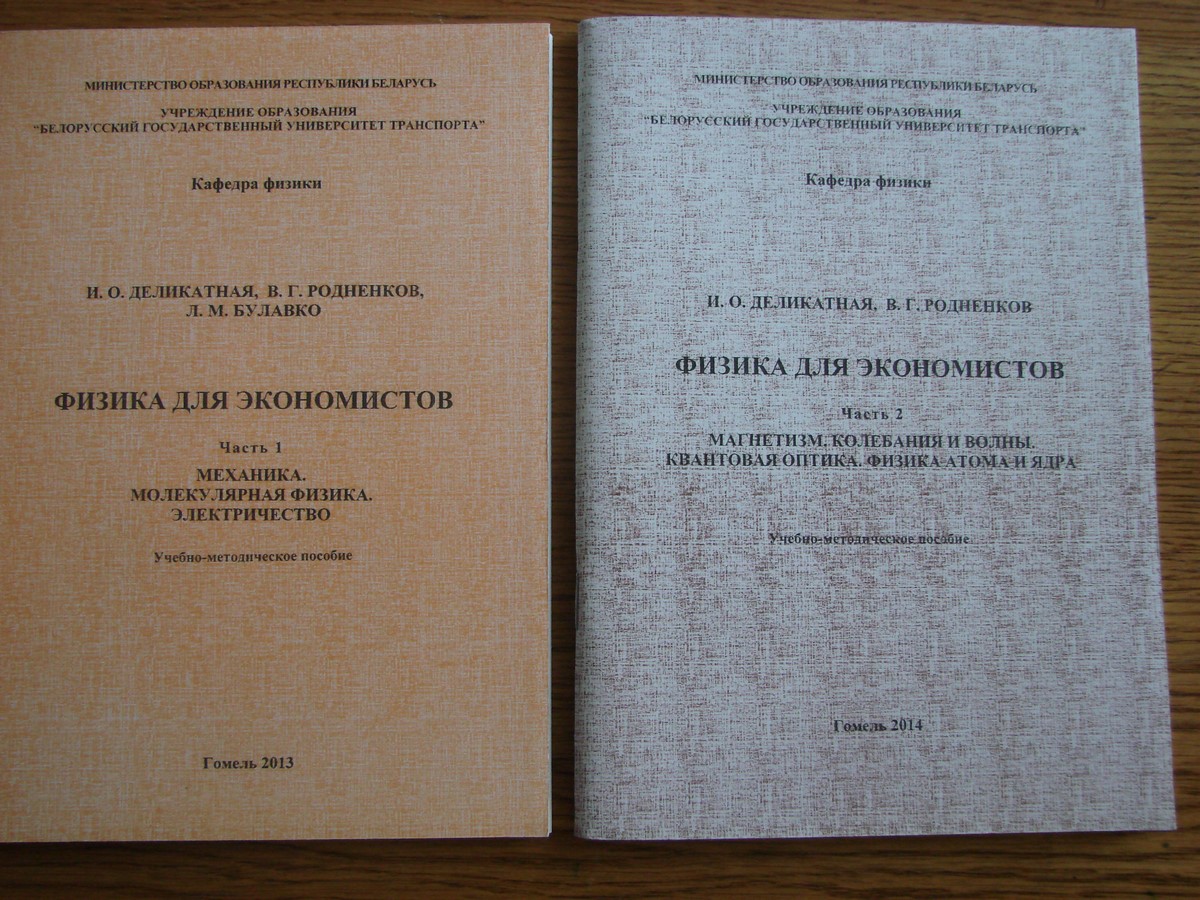 МИНИСТЕРСТВО ОБРАЗОВАНИЯ РЕСПУБЛИКИ БЕЛАРУСЬ
УЧРЕЖДЕНИЕ ОБРАЗОВАНИЯ
“БЕЛОРУССКИЙ ГОСУДАРСТВЕННЫЙ УНИВЕРСИТЕТ ТРАНСПОРТА”
Кафедра физики
И. О. ДЕЛИКАТНАЯ, В. Г. РОДНЕНКОВ,
Л. М. БУЛАВКО
ФИЗИКА ДЛЯ ЭКОНОМИСТОВ
Часть 1
МЕХАНИКА.
МОЛЕКУЛЯРНАЯ ФИЗИКА.
ЭЛЕКТРИЧЕСТВО
Учебно-методическое пособие
Гомель 2013
МИНИСТЕРСТВО ОБРАЗОВАНИЯ РЕСПУБЛИКИ БЕЛАРУСЬ
УЧРЕЖДЕНИЕ ОБРАЗОВАНИЯ
“БЕЛОРУССКИЙ ГОСУДАРСТВЕННЫЙ УНИВЕРСИТЕТ ТРАНСПОРТА”
Кафедра физики
И. О. ДЕЛИКАТНАЯ, В. Г. РОДНЕНКОВ
ФИЗИКА ДЛЯ ЭКОНОМИСТОВ
Часть 2
МАГНЕТИЗМ. КОЛЕБАНИЯ И ВОЛНЫ.
КВАНТОВАЯ ОПТИКА. ФИЗИКА АТОМА И ЯДРА
Учебно-методическое пособие
Гомель 2014